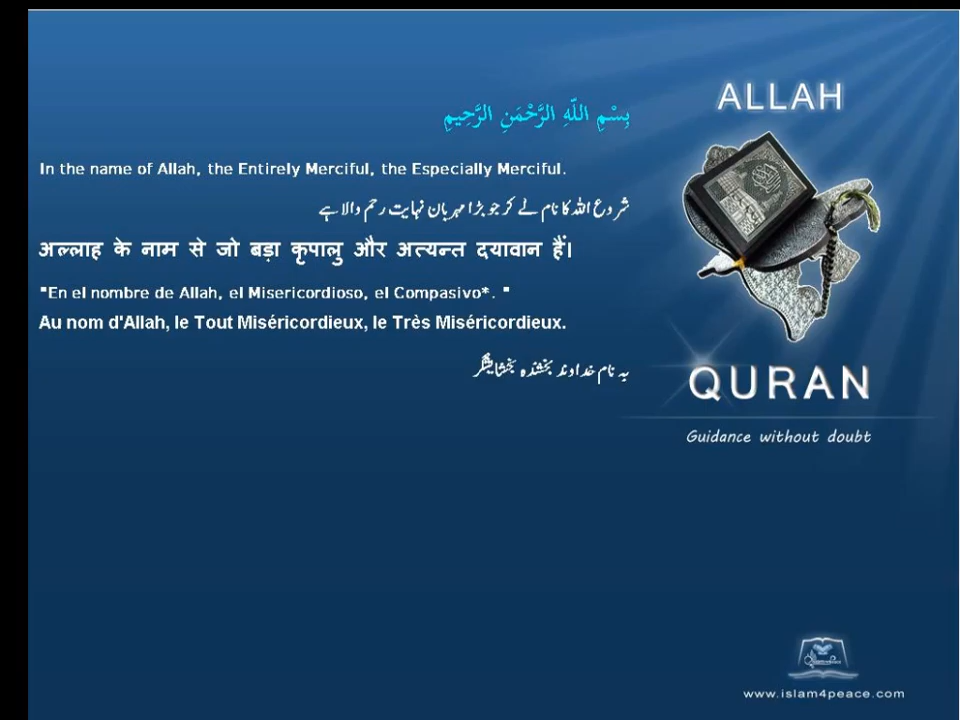 بِسْمِ اللَّهِ الرَّحْمَنِ الرَّحِيمِ
In the name of Allah, the Entirely Merciful, the Especially Merciful.
شروع اللہ کا نام لے کر جو بڑا مہربان نہایت رحم والا ہے
अल्लाह के नाम से जो बड़ा कृपालु और अत्यन्त दयावान हैं।
"En el nombre de Allah, el Misericordioso, el Compasivo*. "
Au nom d'Allah, le Tout Miséricordieux, le Très Miséricordieux.
به نام خداوند بخشنده بخشایشگر
ALLAH
QURAN
Guidance without doubt
www.islam4peace.com